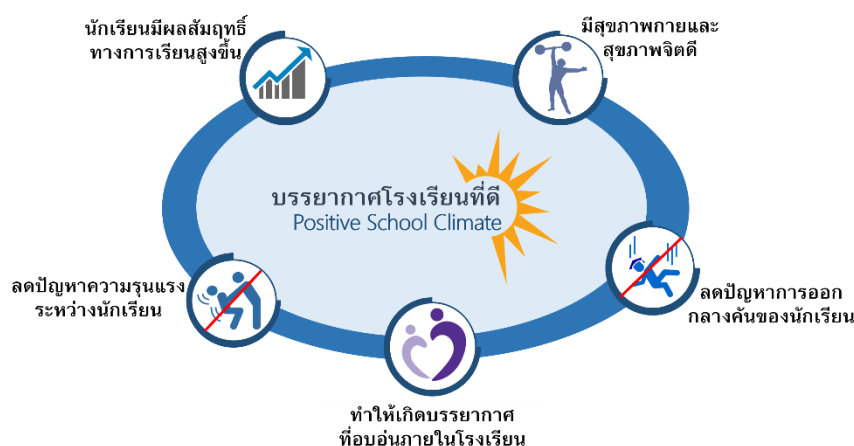 นักเรียนมีผลสัมฤทธิ์
ทางการเรียนสูงขึ้น
มีสุขภาพกายและ
สุขภาพจิตดี
บรรยากาศโรงเรียนที่ดี
Positive School Climate
ลดปัญหาความรุนแรง
ระหว่างนักเรียน
ลดปัญหาการออก
กลางคันของนักเรียน
ทำให้เกิดบรรยากาศ
ที่อบอ่นภายในโรงเรียน